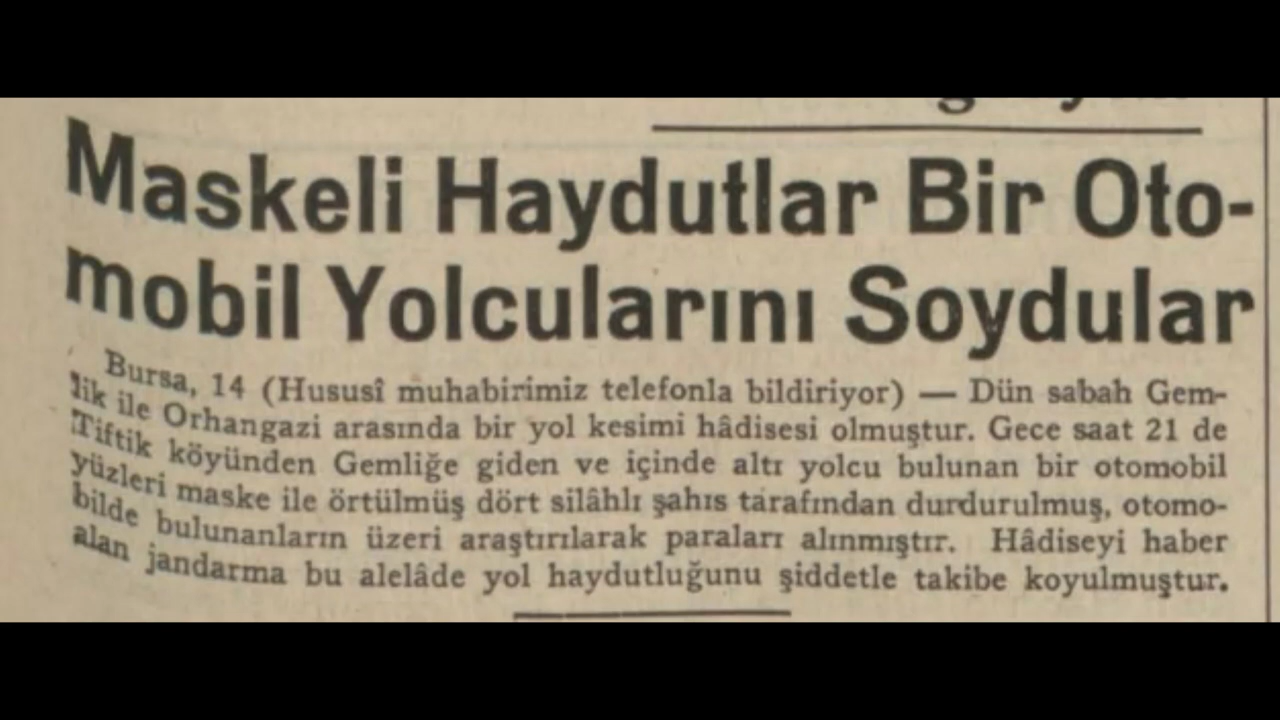 Maskeli Haydutlar Bir Oto-
mobil Yolcularını Soydular
Bursa, 14 (Hususî muhabirimiz telefonla bildiriyor) — Dün sabah Gem-
lik ile Orhangazi arasında bir yol kesimi hâdisesi olmuştur. Gece saat 21 de
Tiftik köyünden Gemliğe giden ve içinde altı yolcu bulunan bir otomobil
yüzleri maske ile örtülmüş dört silâhlı şahıs tarafından durdurulmuş, otomo-
bilde bulunanların üzeri araştırılarak paraları alınmıştır. Hâdiseyi haber
alan jandarma bu alelâde yol haydutluğunu şiddetle takibe koyulmuştur.